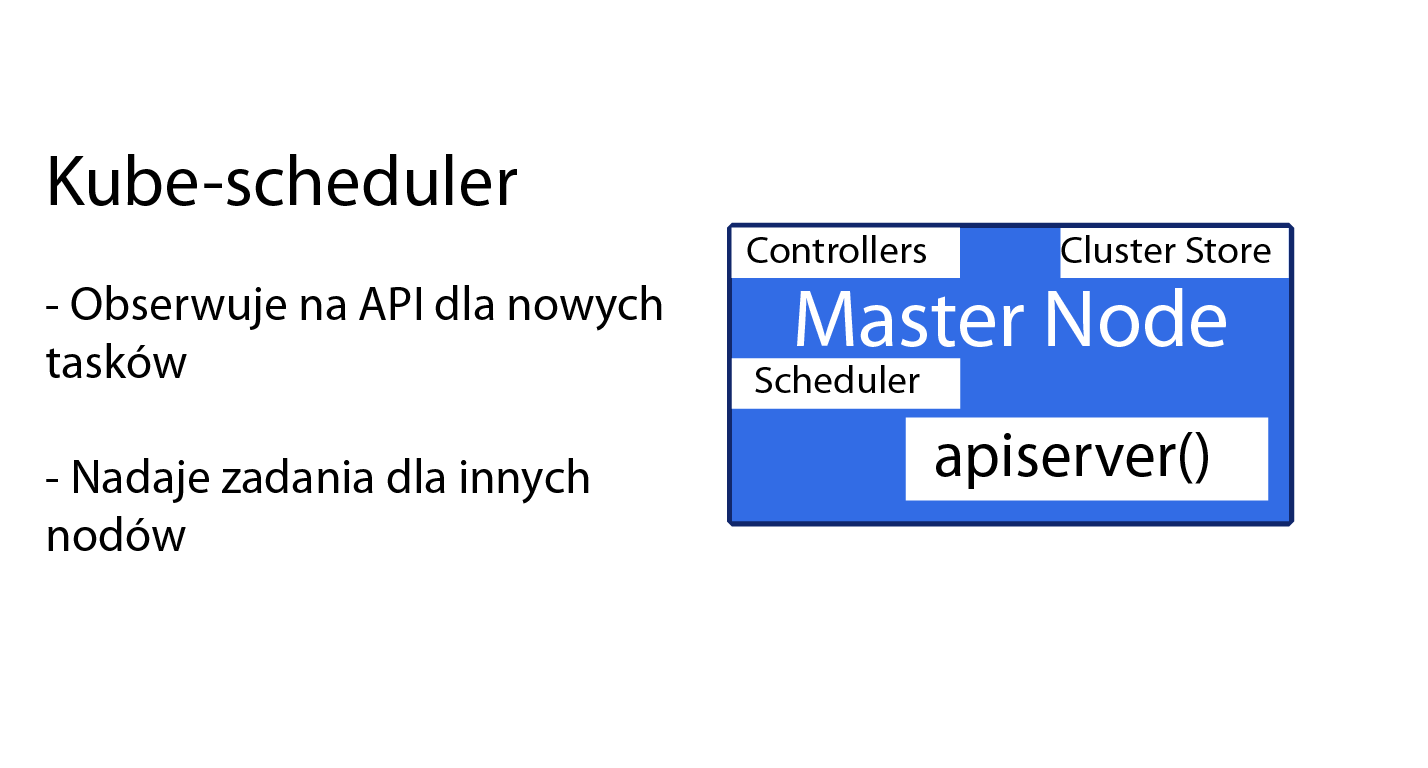 Kube-scheduler
- Obserwuje na API dla nowych
tasków
- Nadaje zadania dla innych
nodów
Controllers
Cluster Store
Master Node
Scheduler
apiserver()